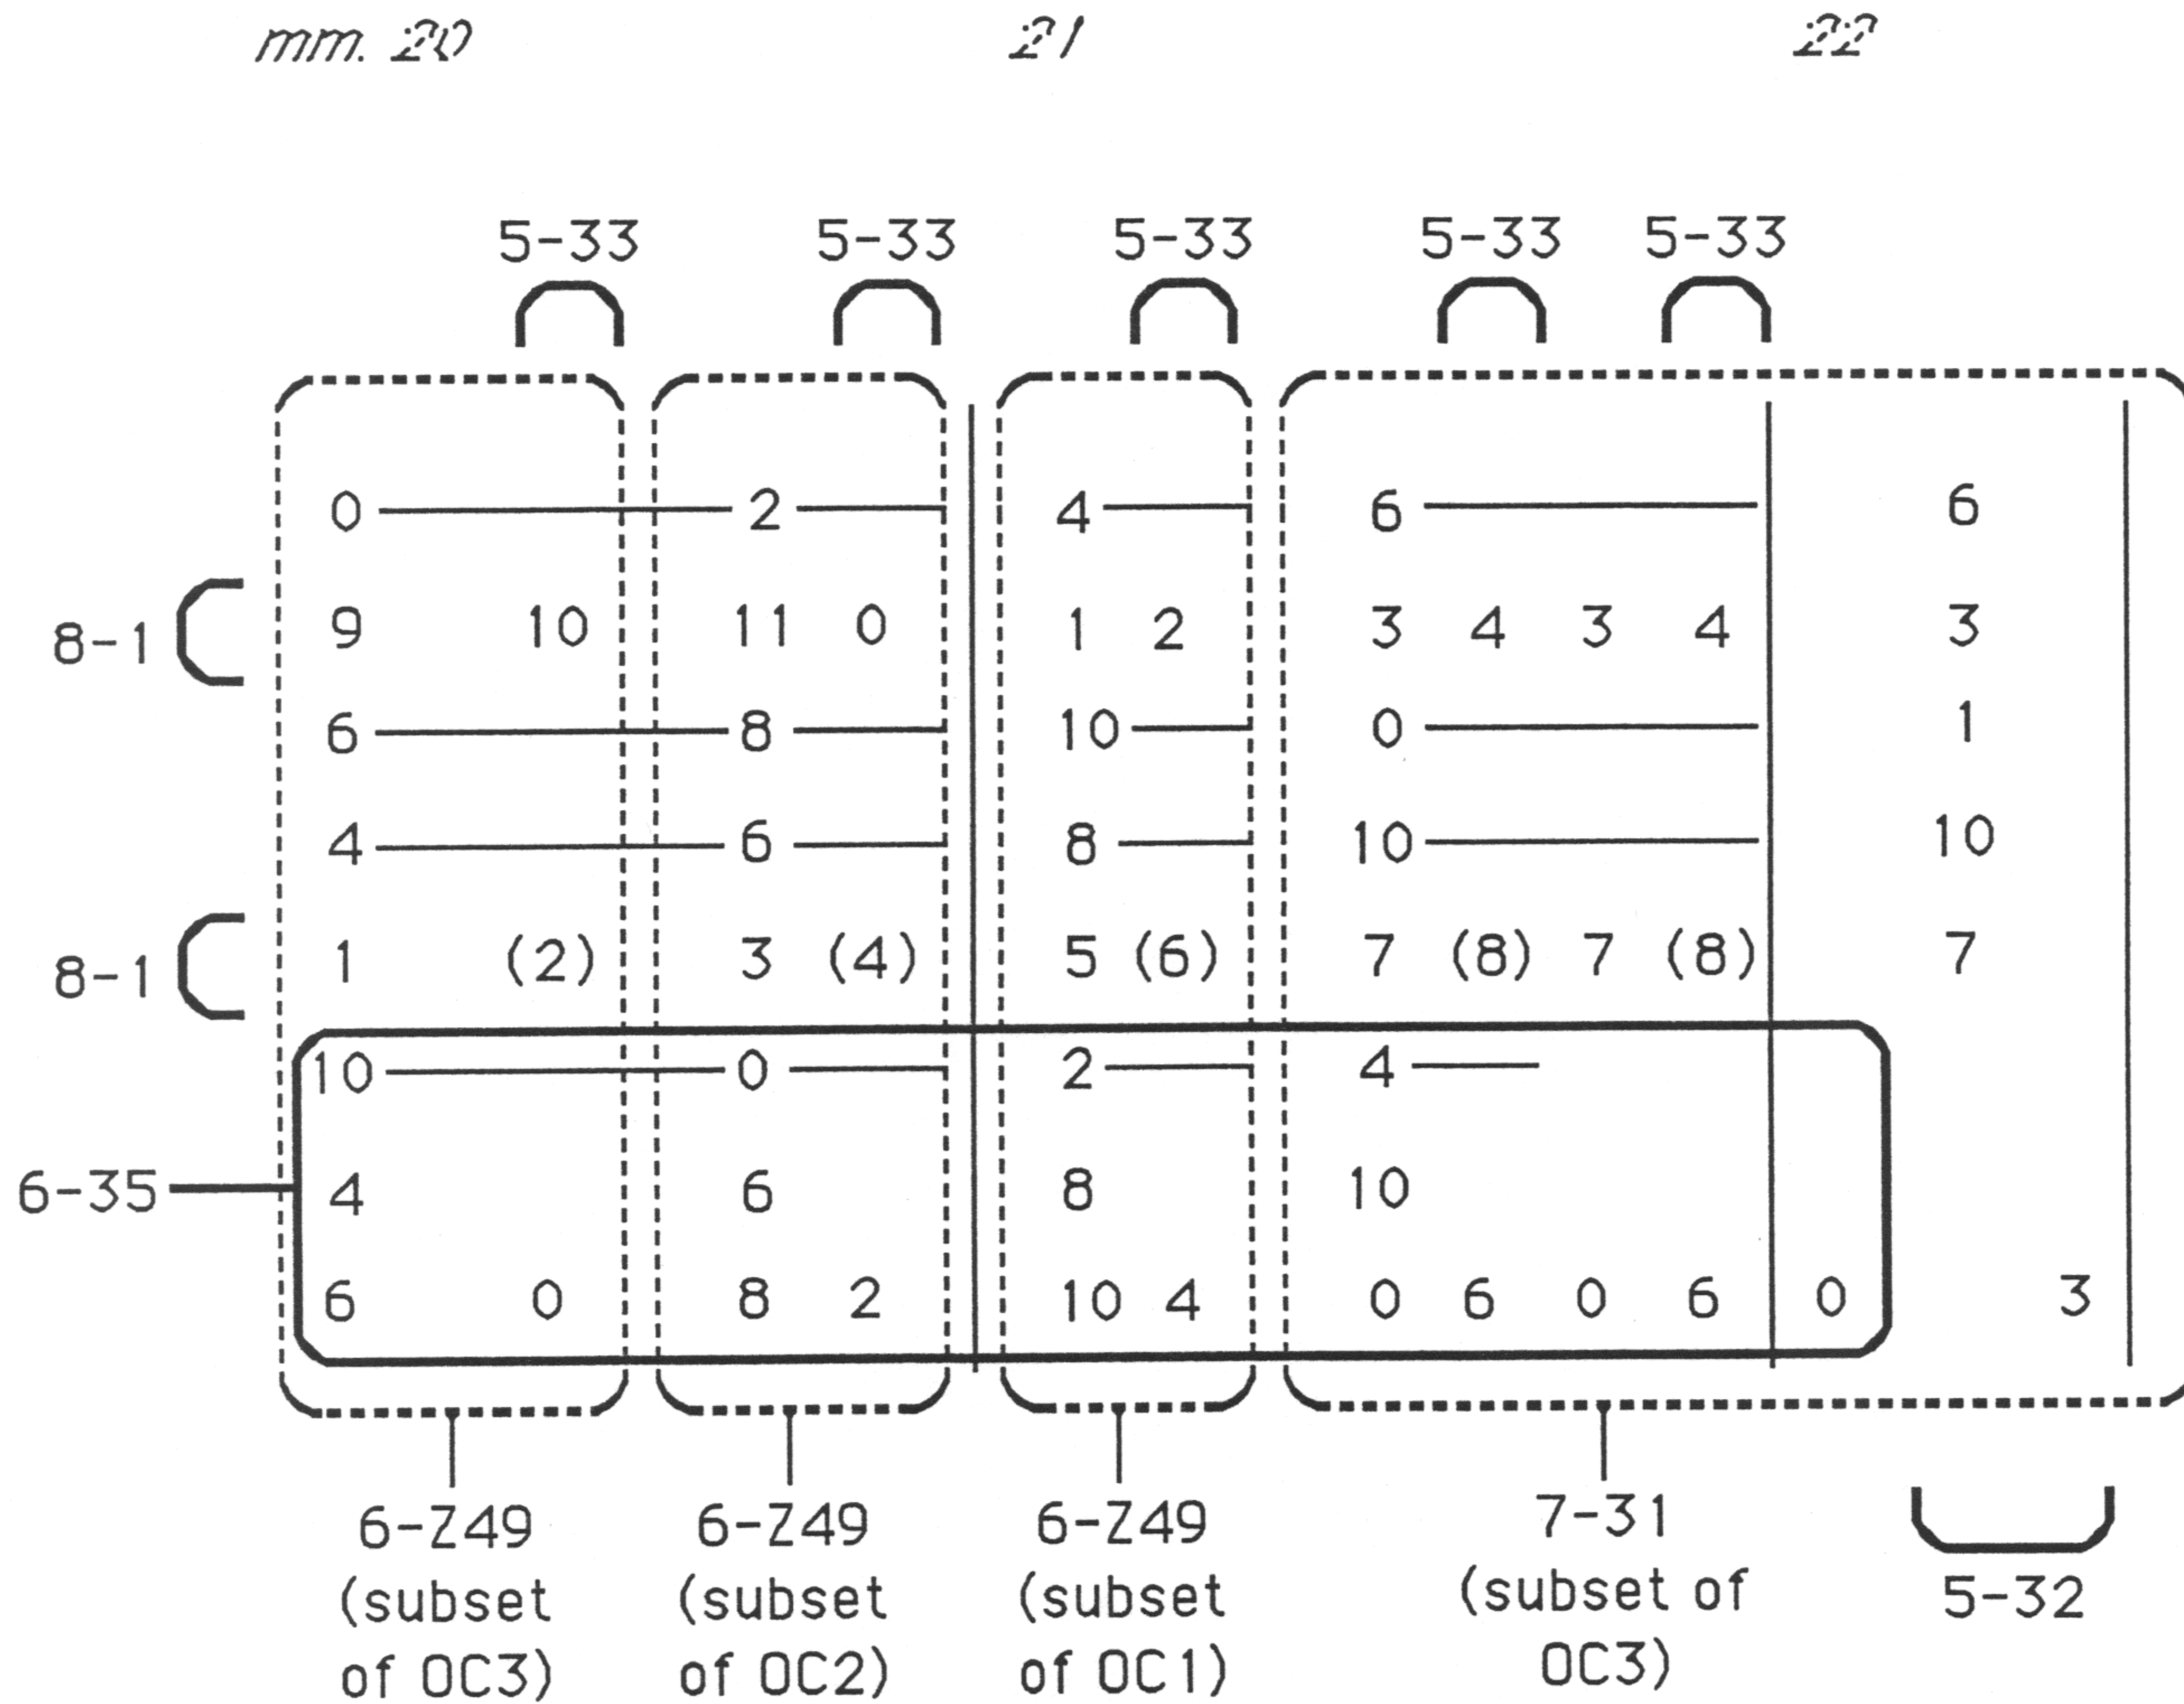 mm. 20 21 22
5-33 5-33 5-33 5-33 5-33
0 2 4 6 6
8-1 9 10 11 0 1 2 3 4 3 4 3
6 8 10 0 1
4 6 8 10 10
8-1 1 (2) 3 (4) 5 (6) 7 (8) 7 (8) 7
10 0 2 4
6-35 4 6 8 10
6 0 8 2 10 4 0 6 0 6 0 3
6-Z49 6-Z49 6-Z49 7-31
(subset (subset (subset (subset of 5-32
of OC3) of OC2) of OC1) OC3)